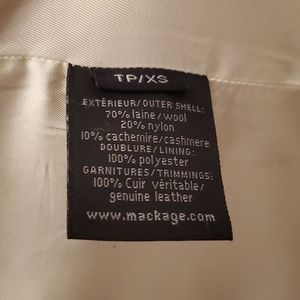 TP/XS
EXTÉRIEUR/OUTER SHELL:
70% laine/wool
20% nylon
10% cachemire/cashmere
DOUBLURE/LINING:
100% polyester
GARNITURES/TRIMMINGS:
100% Cuir véritable/
genuine leather
www.mackage.com